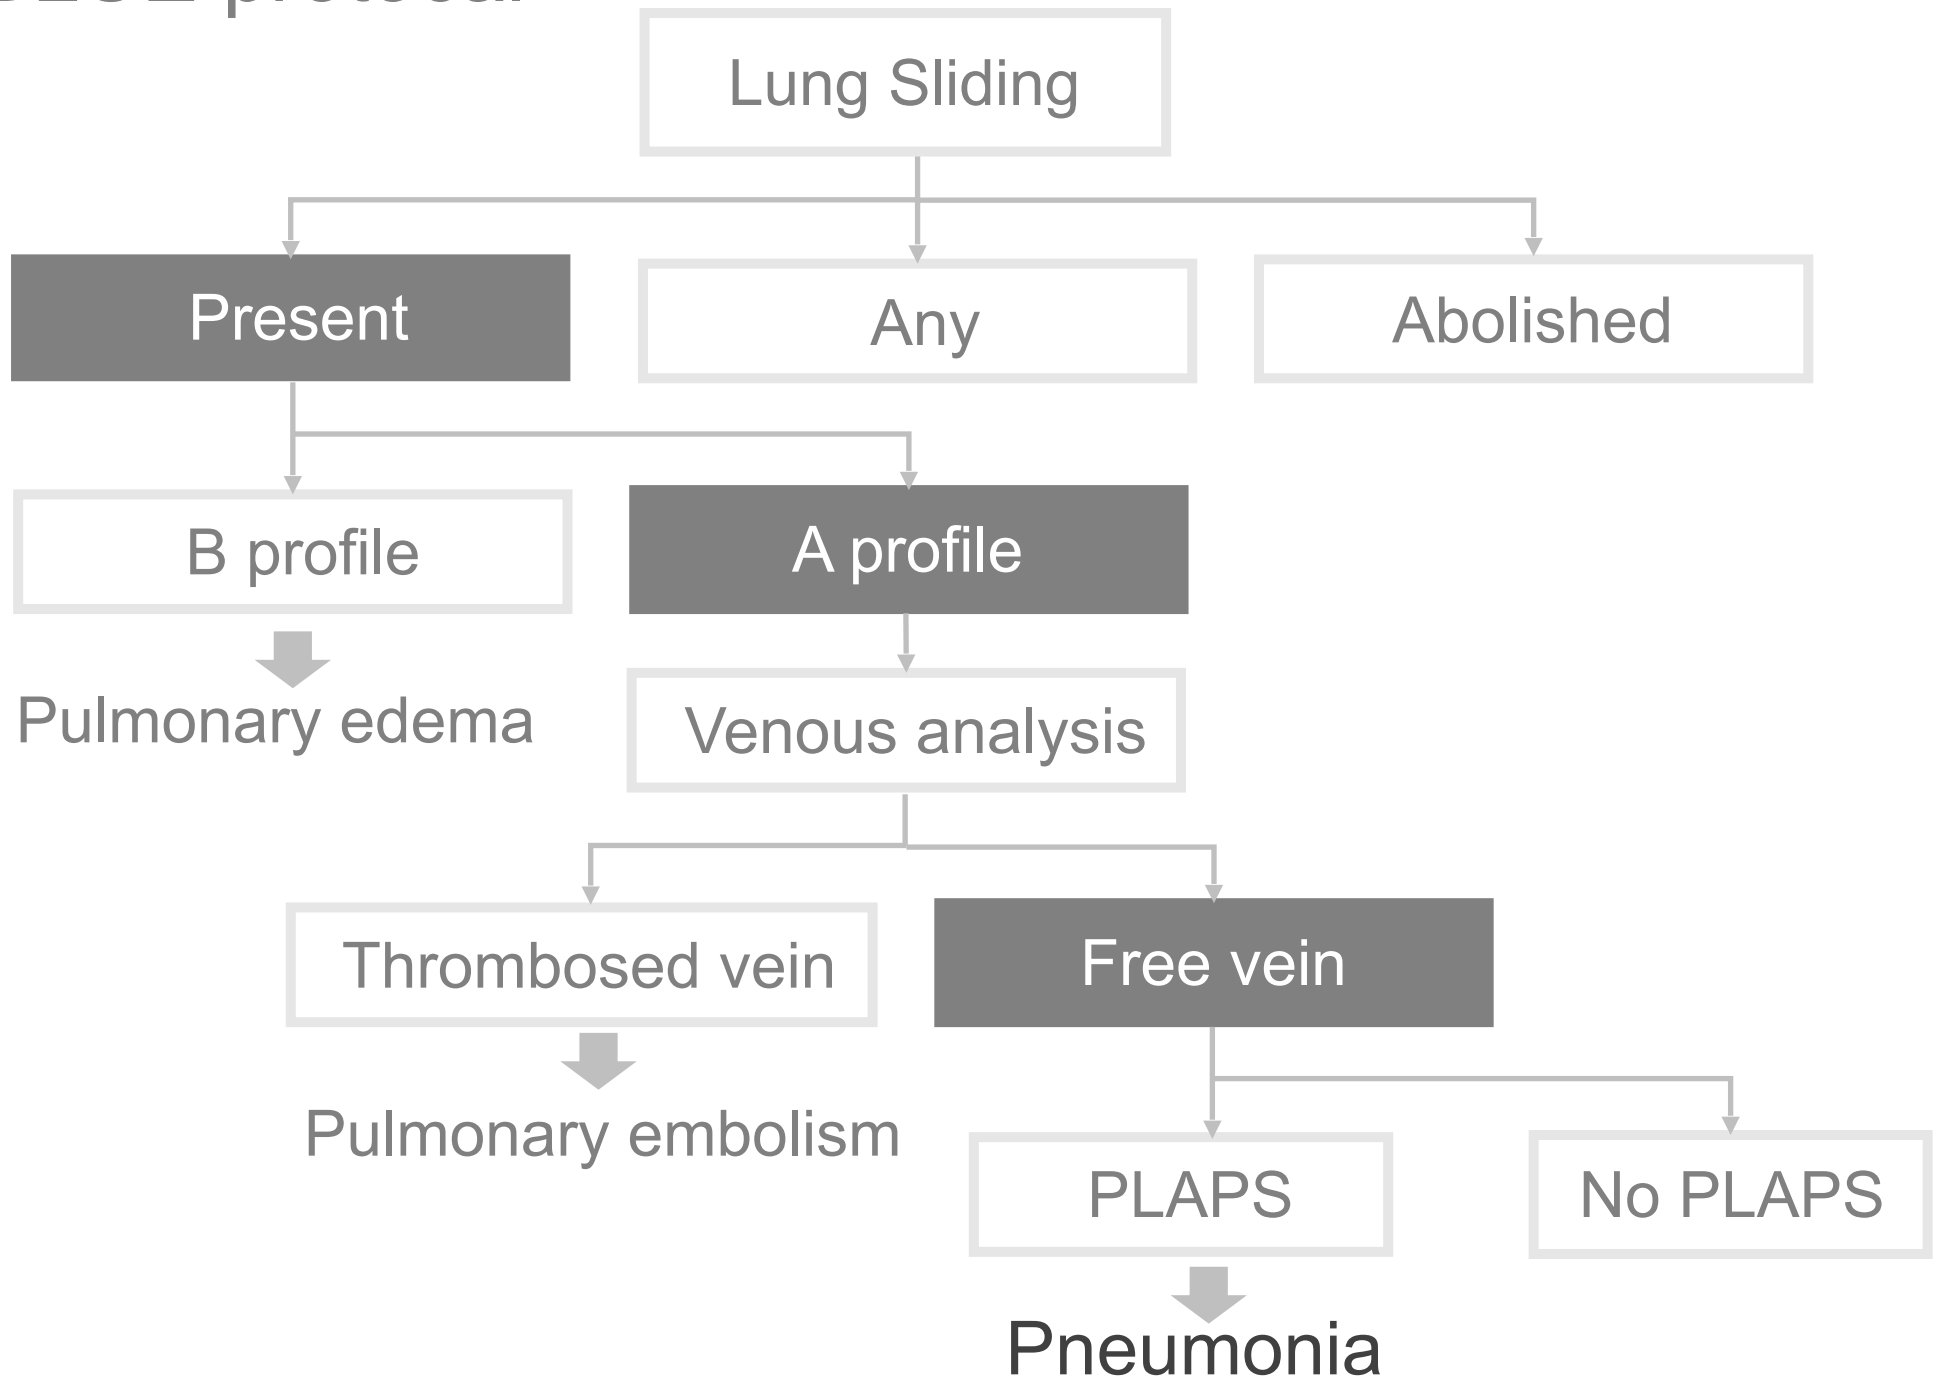 protocal
Lung Sliding
Present
Any
Abolished
B profile
A profile
Pulmonary edema
Venous analysis
Thrombosed vein
Free vein
Pulmonary embolism
PLAPS
No PLAPS
Pneumonia